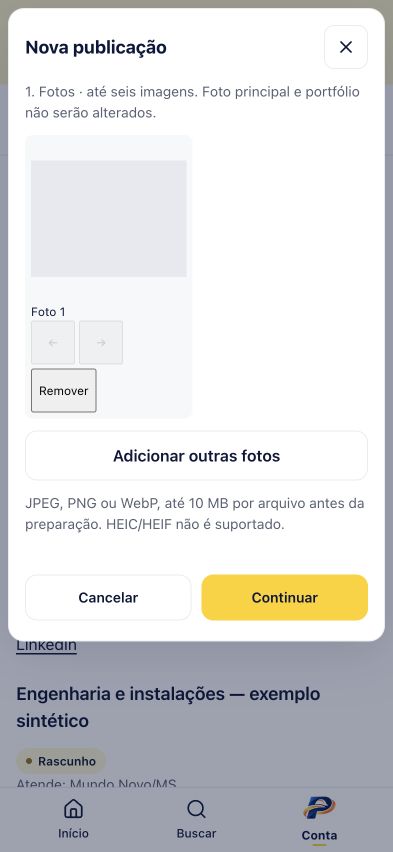 Nova publicação
1. Fotos · até seis imagens. Foto principal e portfólio
não serão alterados.
Foto 1
← →
Remover
Adicionar outras fotos
JPEG, PNG ou WebP, até 10 MB por arquivo antes da
preparação. HEIC/HEIF não é suportado.
Cancelar Continuar
LinkedIn
Engenharia e instalações — exemplo
sintético
Rascunho
Atende: Mundo Novo/MS
Início Buscar Conta